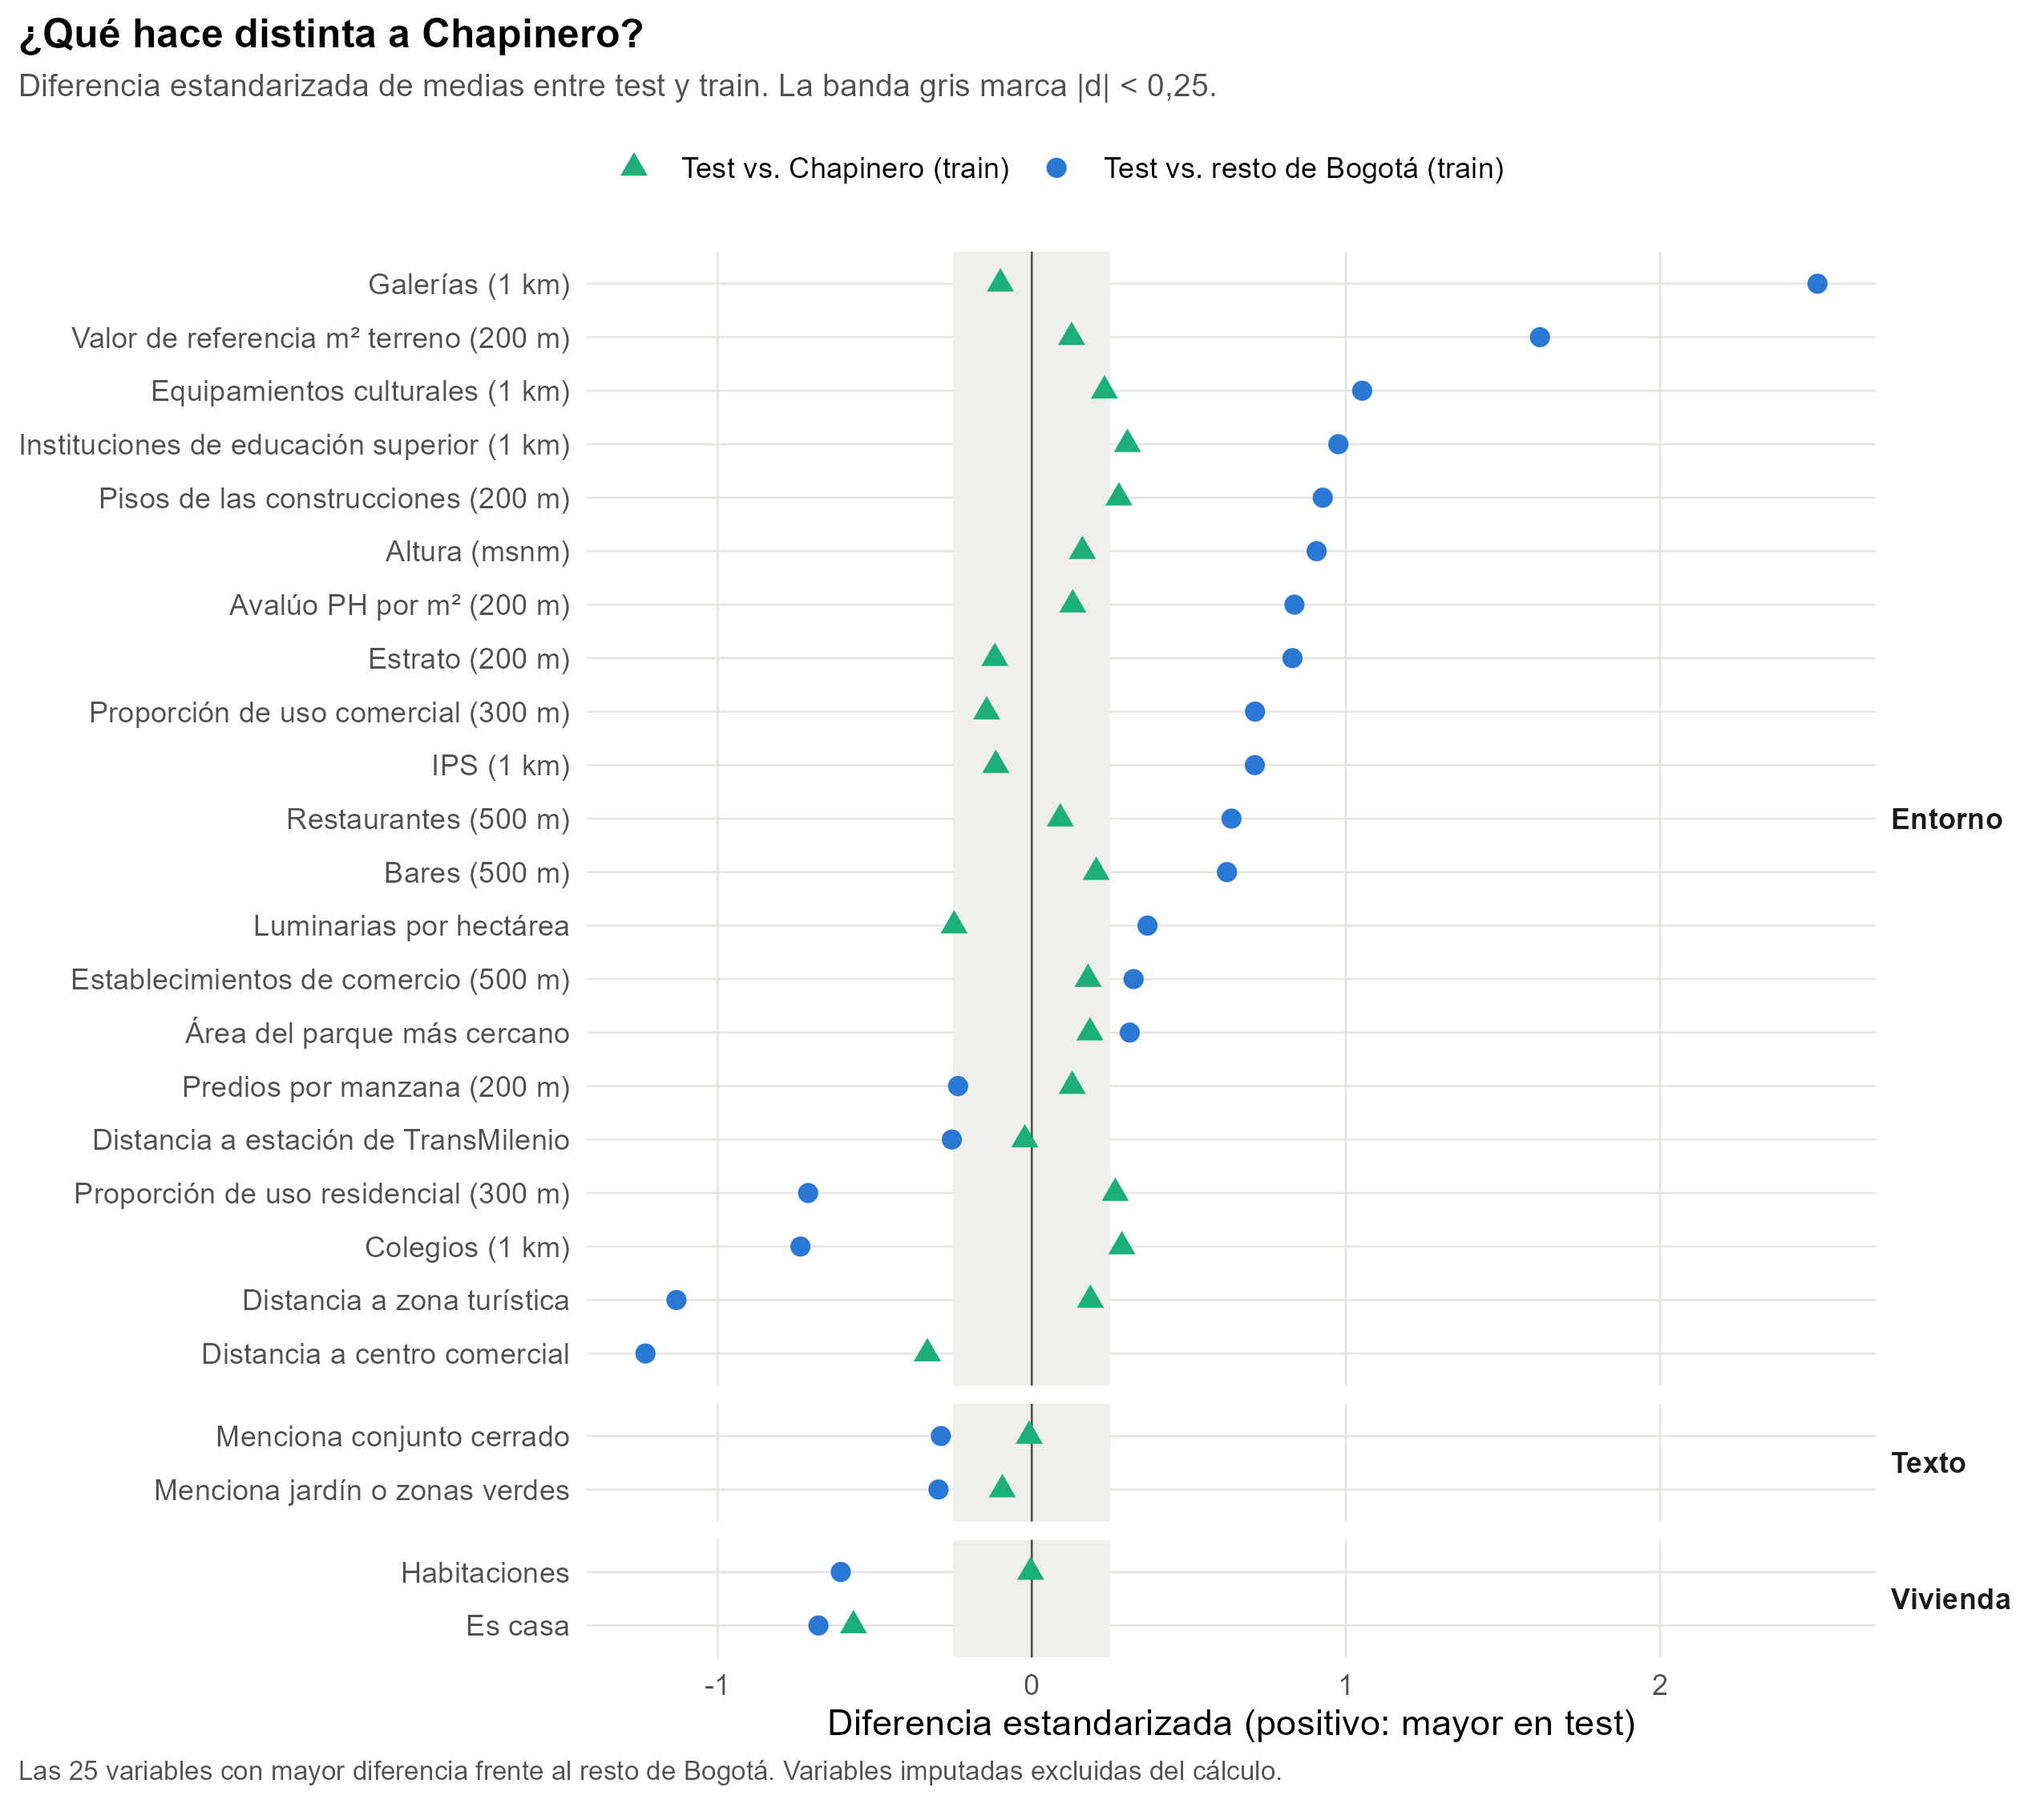 ¿Qué hace distinta a Chapinero?
Diferencia estandarizada de medias entre test y train. La banda gris marca |d| < 0,25.
Test vs. Chapinero (train)
Test vs. resto de Bogotá (train)
Galerías (1 km)
Valor de referencia m² terreno (200 m)
Equipamientos culturales (1 km)
Instituciones de educación superior (1 km)
Pisos de las construcciones (200 m)
Altura (msnm)
Avalúo PH por m² (200 m)
Estrato (200 m)
Proporción de uso comercial (300 m)
IPS (1 km)
Restaurantes (500 m)
Bares (500 m)
Luminarias por hectárea
Establecimientos de comercio (500 m)
Área del parque más cercano
Predios por manzana (200 m)
Distancia a estación de TransMilenio
Proporción de uso residencial (300 m)
Colegios (1 km)
Distancia a zona turística
Distancia a centro comercial
Entorno
Menciona conjunto cerrado
Menciona jardín o zonas verdes
Texto
Habitaciones
Es casa
Vivienda
-1 0 1 2
Diferencia estandarizada (positivo: mayor en test)
Las 25 variables con mayor diferencia frente al resto de Bogotá. Variables imputadas excluidas del cálculo.